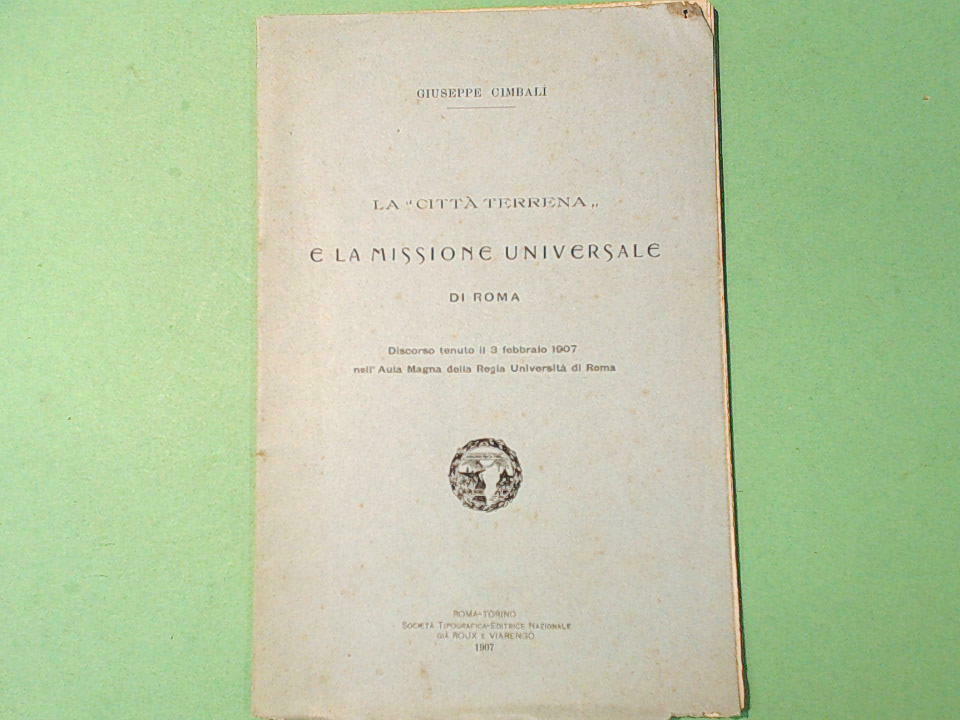 GIUSEPPE CIMBALI
LA "CITTÀ TERRENA „
E LA MISSIONE UNIVERSALE
DI ROMA
Discorso tenuto il 3 febbraio 1907
nell' Aula Magna della Regia Università di Roma
ROMA-TORINO
SOCIETÀ TIPOGRAFICA-EDITRICE NAZIONALE
GIÀ ROUX E VIARENGO
1907